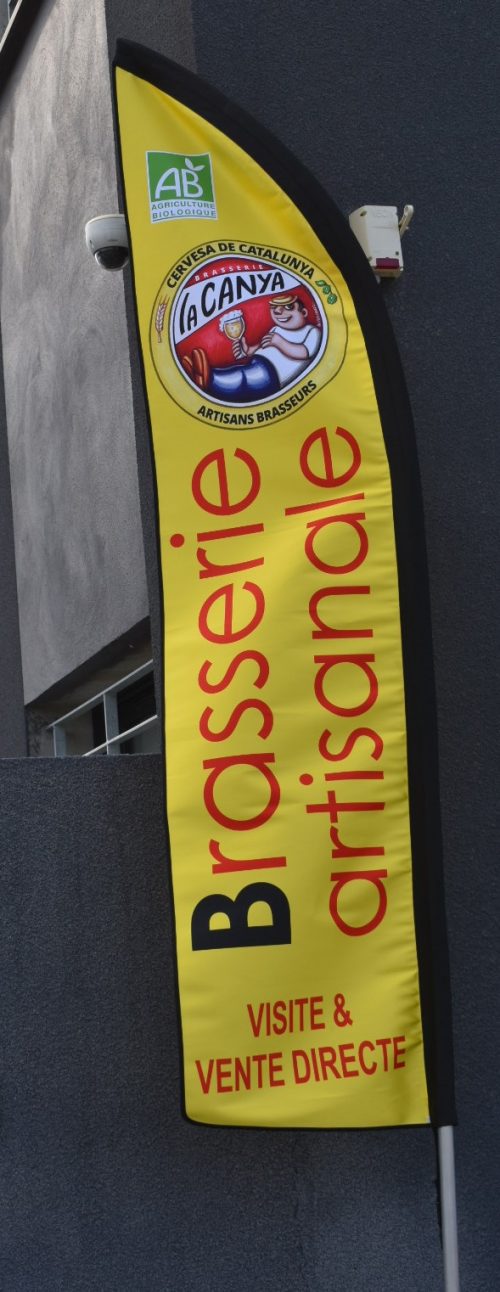 AB
AGRICULTURE
BIOLOGIQUE
CERVESA DE CATALUNYA
BRASSERIE
LA CANYA
ARTISANS BRASSEURS
Brasserie
artisanale
VISITE &
VENTE DIRECTE